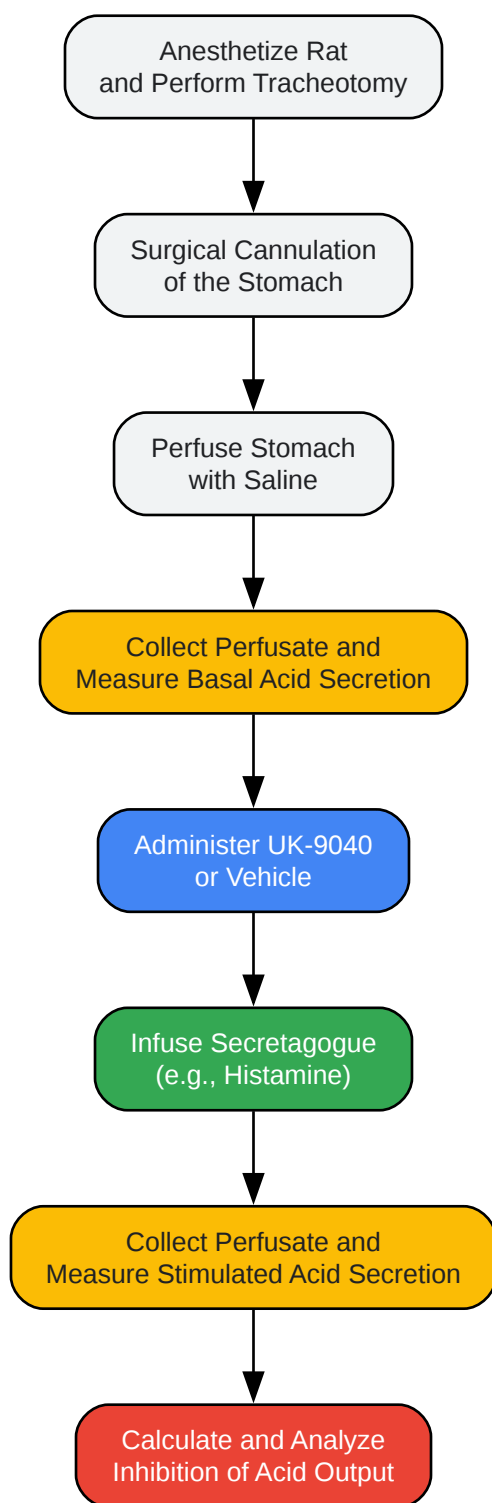 Anesthetize Rat
and Perform Tracheotomy
Surgical Cannulation
of the Stomach
Perfuse Stomach
with Saline
Collect Perfusate and
Measure Basal Acid Secretion
Administer UK-9040
or Vehicle
Infuse Secretagogue
(e.g., Histamine)
Collect Perfusate and
Measure Stimulated Acid Secretion
Calculate and Analyze
Inhibition of Acid Output